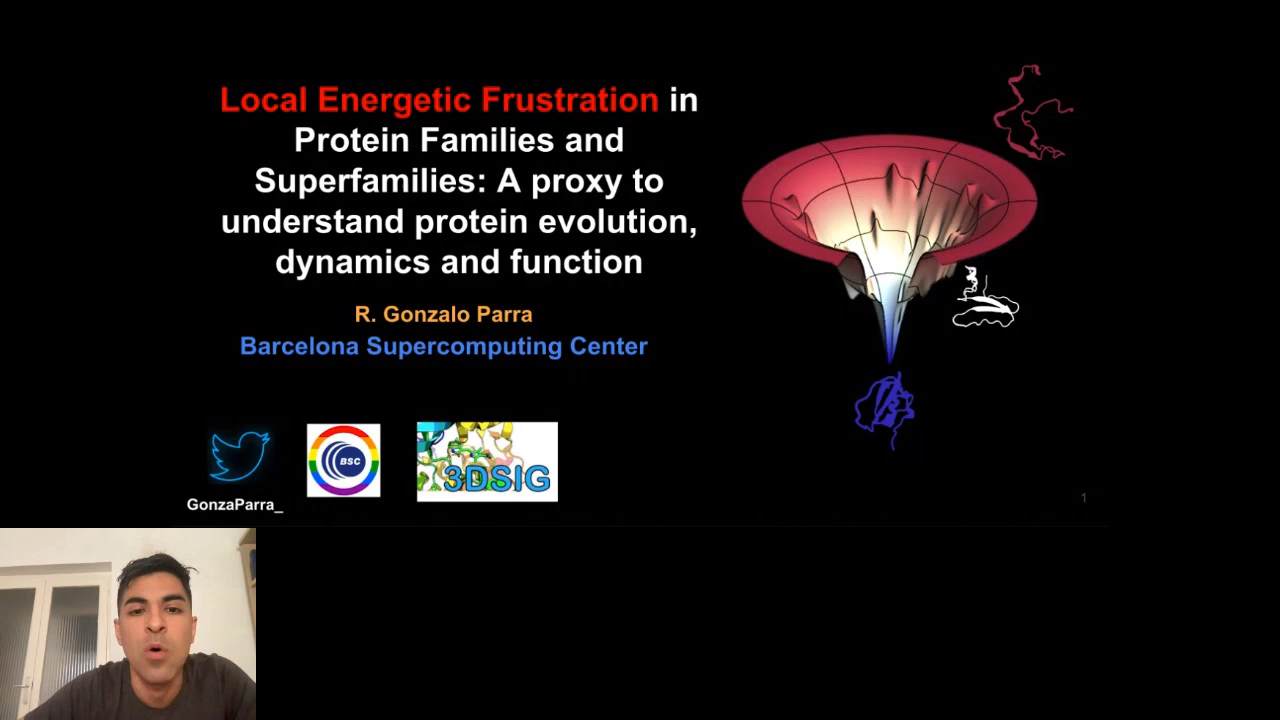 Local Energetic Frustration in
Protein Families and
Superfamilies: A proxy to
understand protein evolution,
dynamics and function
R. Gonzalo Parra
Barcelona Supercomputing Center
BSC
3DSIG
GonzaParra_
1